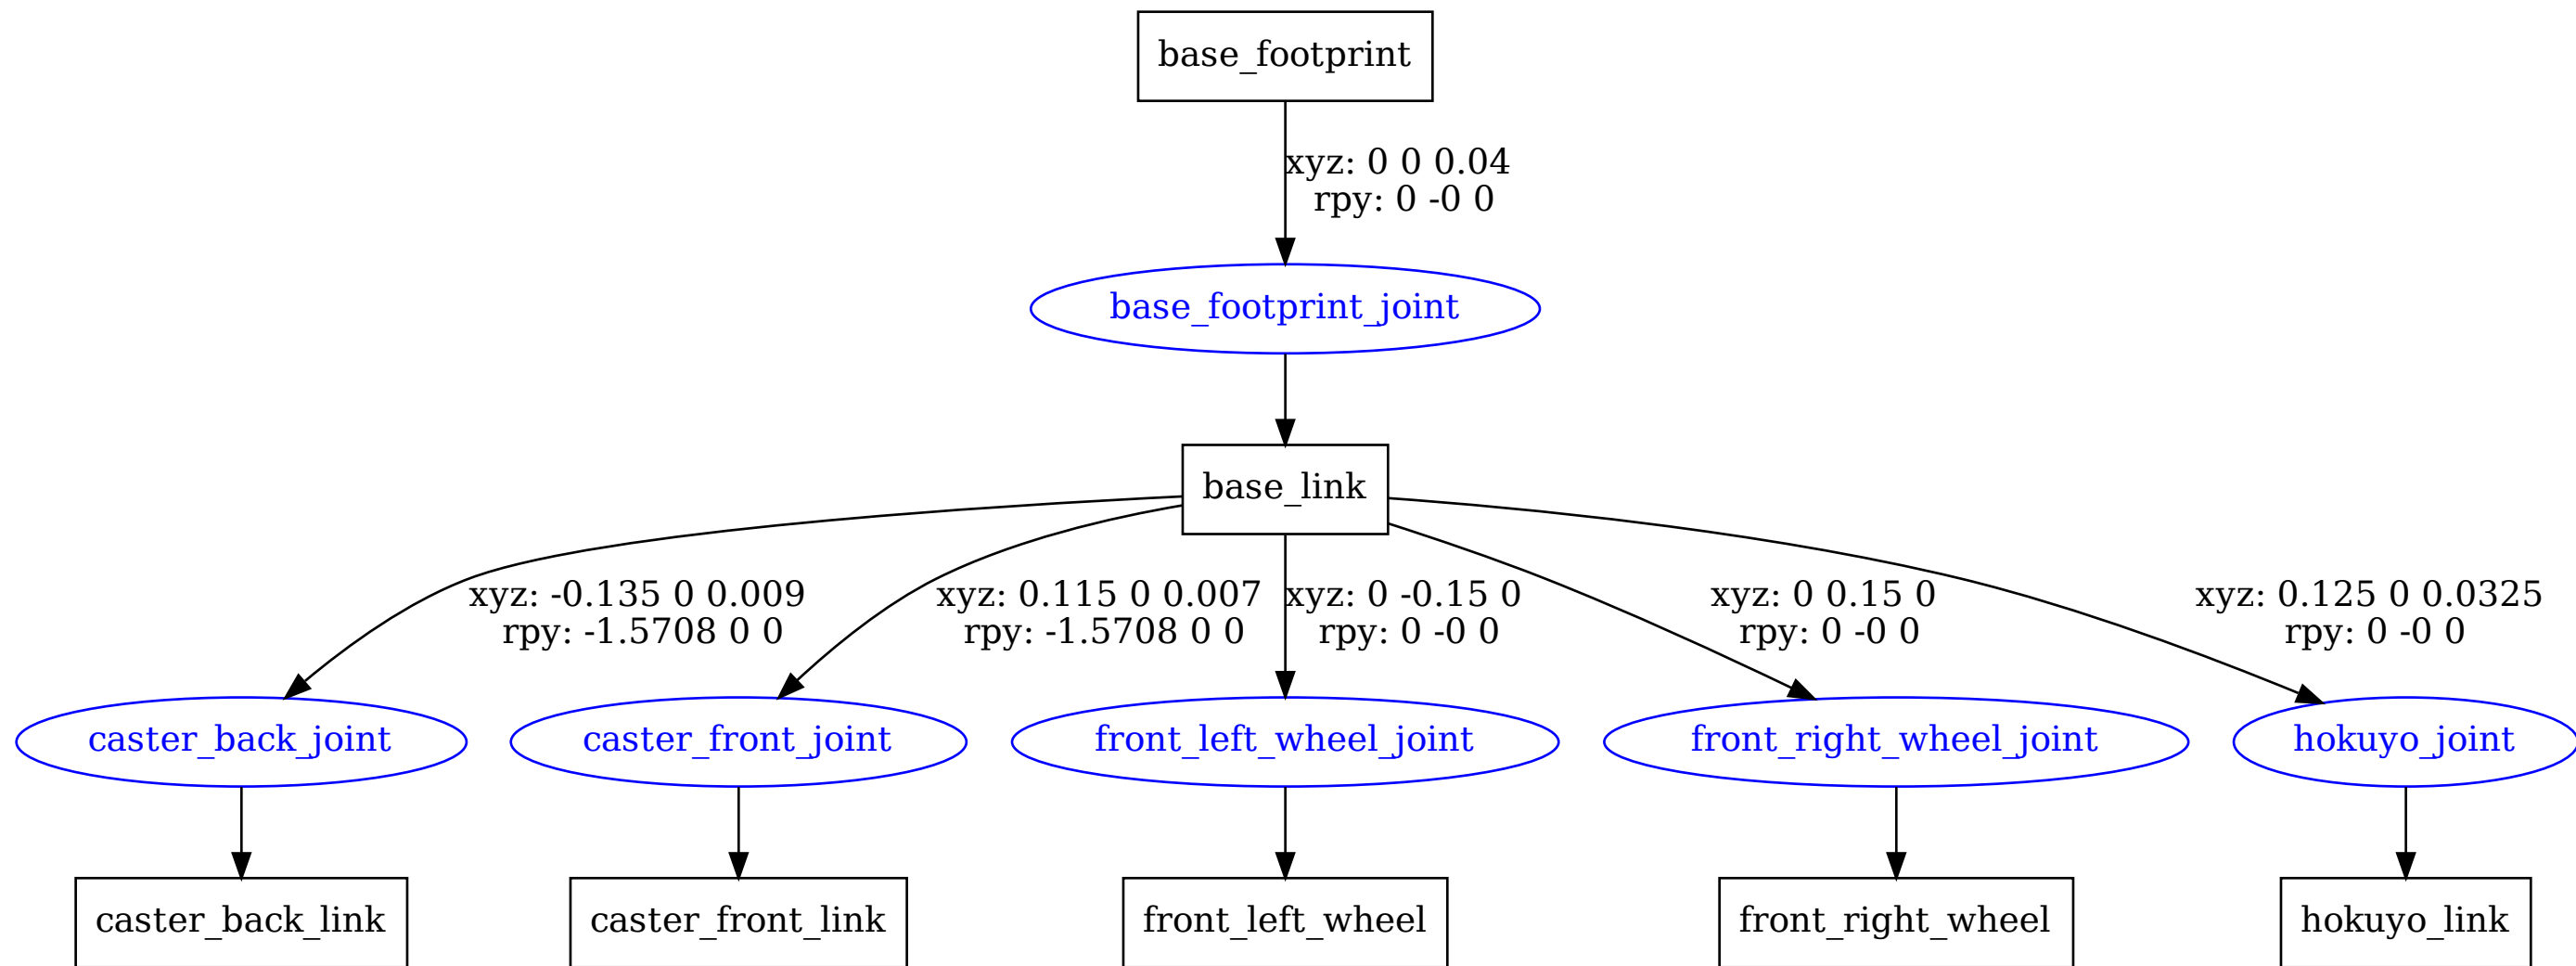 base_footprint
xyz: 0 0 0.04
rpy: 0 -0 0
base_footprint_joint
base_link
xyz: -0.135 0 0.009
rpy: -1.5708 0 0
xyz: 0.115 0 0.007
rpy: -1.5708 0 0
xyz: 0 -0.15 0
rpy: 0 -0 0
xyz: 0 0.15 0
rpy: 0 -0 0
xyz: 0.125 0 0.0325
rpy: 0 -0 0
caster_back_joint
caster_front_joint
front_left_wheel_joint
front_right_wheel_joint
hokuyo_joint
caster_back_link
caster_front_link
front_left_wheel
front_right_wheel
hokuyo_link